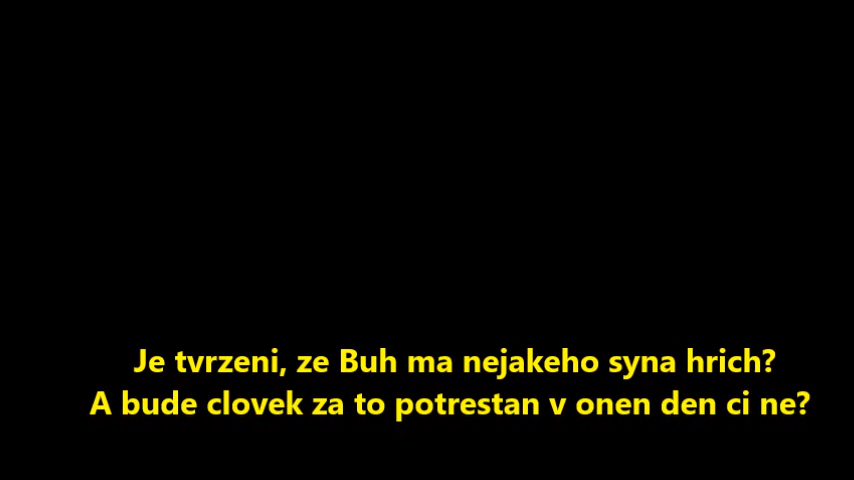 Je tvrzeni, ze Buh ma nejakeho syna hrich?
A bude clovek za to potrestan v onen den ci ne?